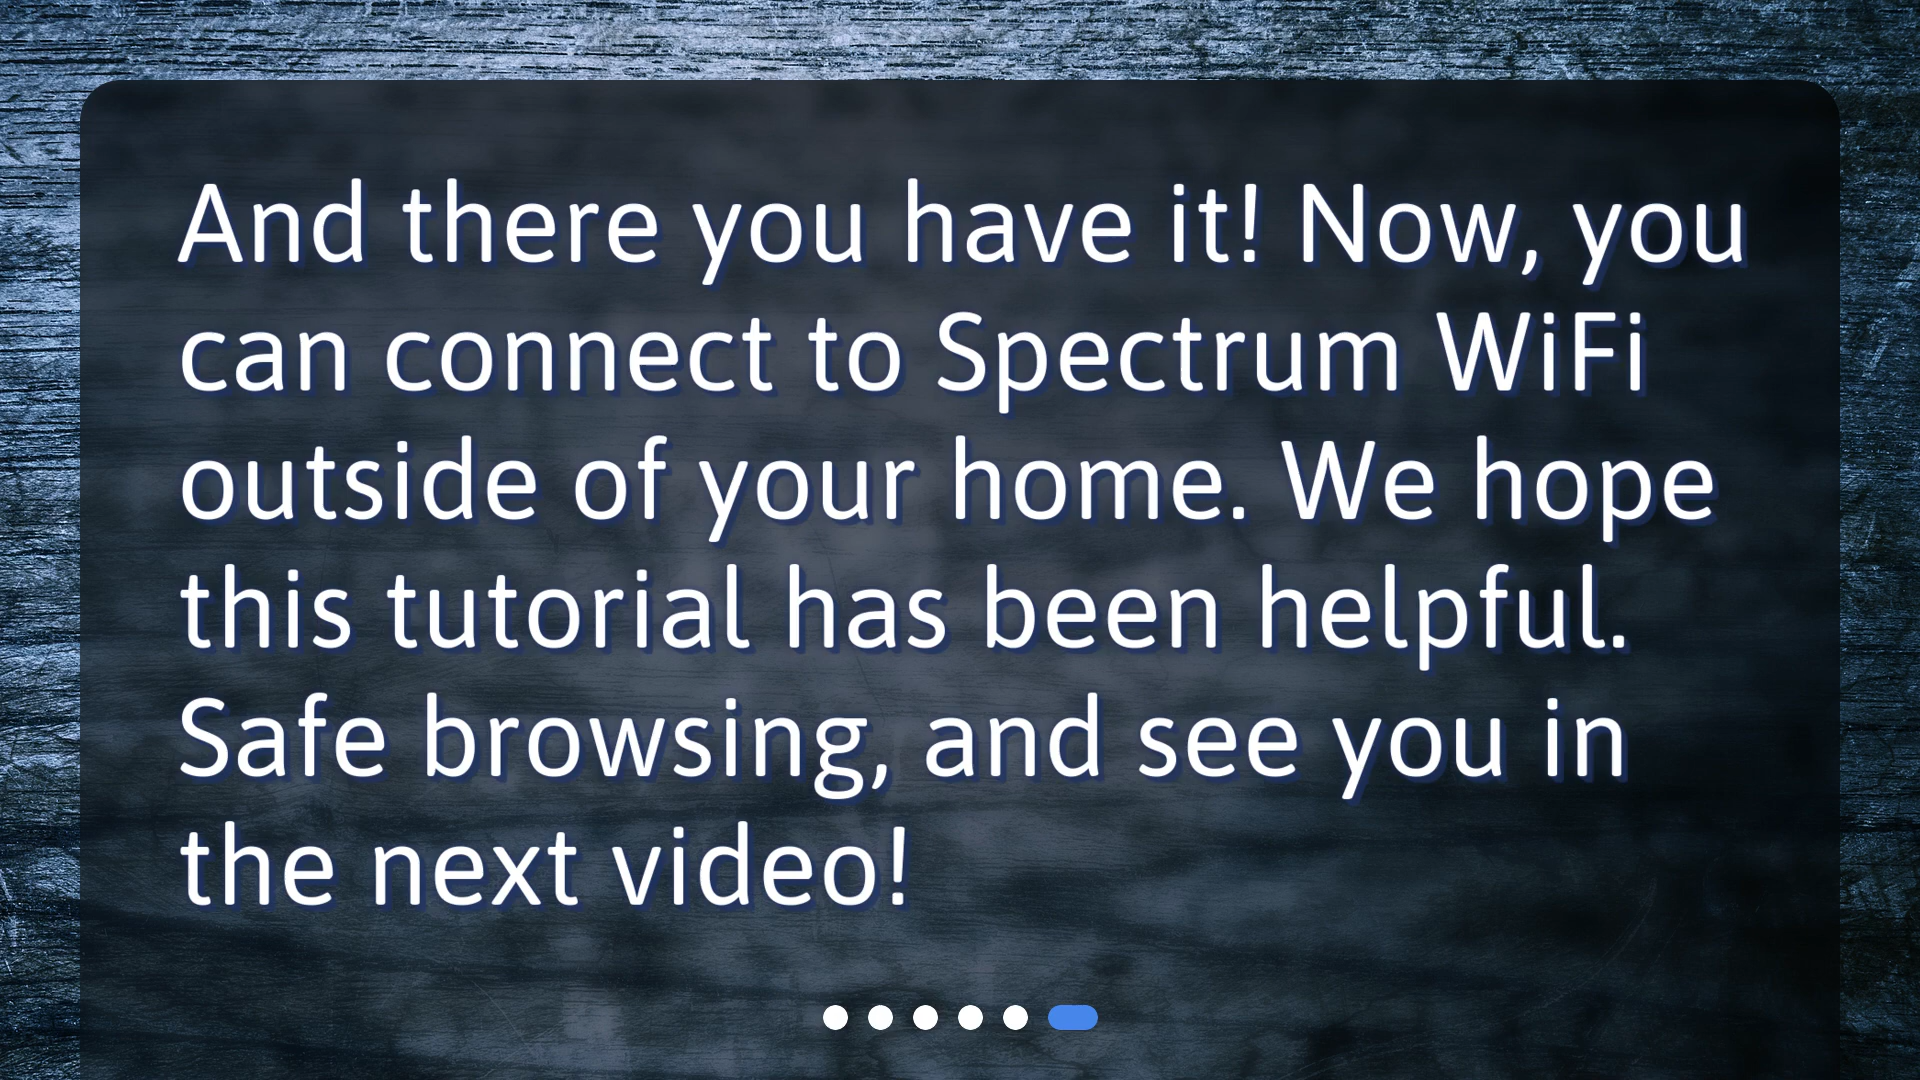 And there you have it! Now, you
can connect to Spectrum WiFi
outside of your home. We hope
this tutorial has been helpful.
Safe browsing, and see you in
the next video!